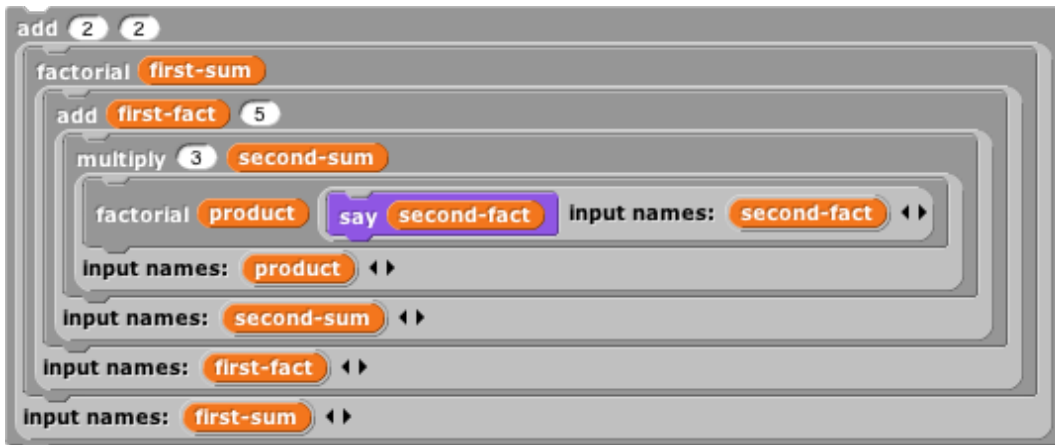 add 2 2
factorial first-sum
add first-fact 5
multiply 3 second-sum
factorial product say second-fact input names: second-fact
input names: product
input names: second-sum
input names: first-fact
input names: first-sum